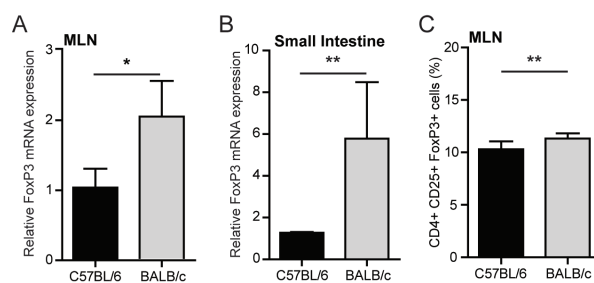 A
MLN
Relative FoxP3 mRNA expression
3
2
1
0
*
C57BL/6
BALB/c
B
Small Intestine
Relative FoxP3 mRNA expression
10
8
6
4
2
0
**
C57BL/6
BALB/c
C
MLN
CD4+ CD25+ FoxP3+ cells (%)
20
15
10
5
0
**
C57BL/6
BALB/c